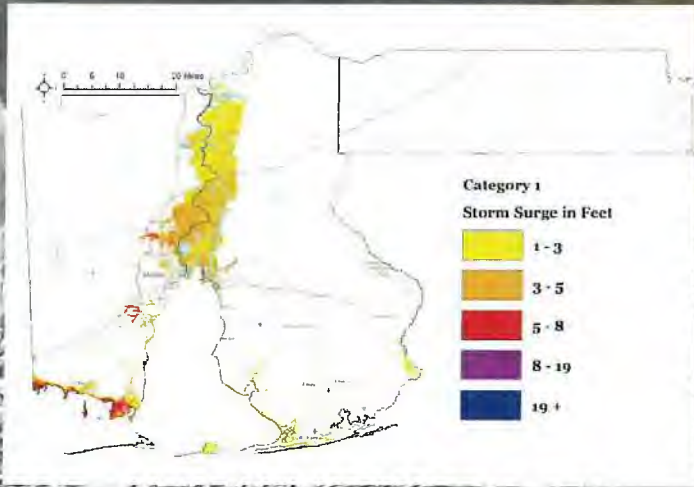 0 5 10 20 Miles
Category 1
Storm Surge in Feet
1 - 3
3 - 5
5 - 8
8 - 19
19 +